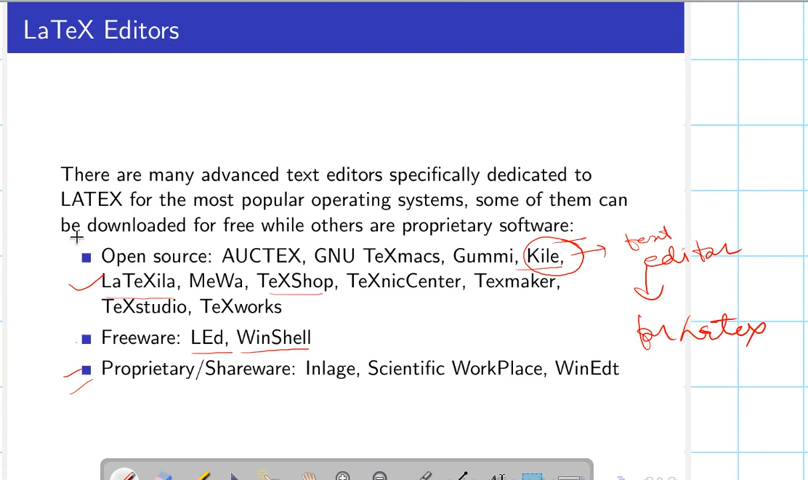 LaTeX Editors
There are many advanced text editors specifically dedicated to
LATEX for the most popular operating systems, some of them can
be downloaded for free while others are proprietary software:
Open source: AUCTEX, GNU TeXmacs, Gummi, Kile,
LaTeXila, MeWa, TeXShop, TeXnicCenter, Texmaker,
TeXstudio, TeXworks
Freeware: LEd, WinShell
Proprietary/Shareware: Inlage, Scientific WorkPlace, WinEdt
text
editor
for Latex